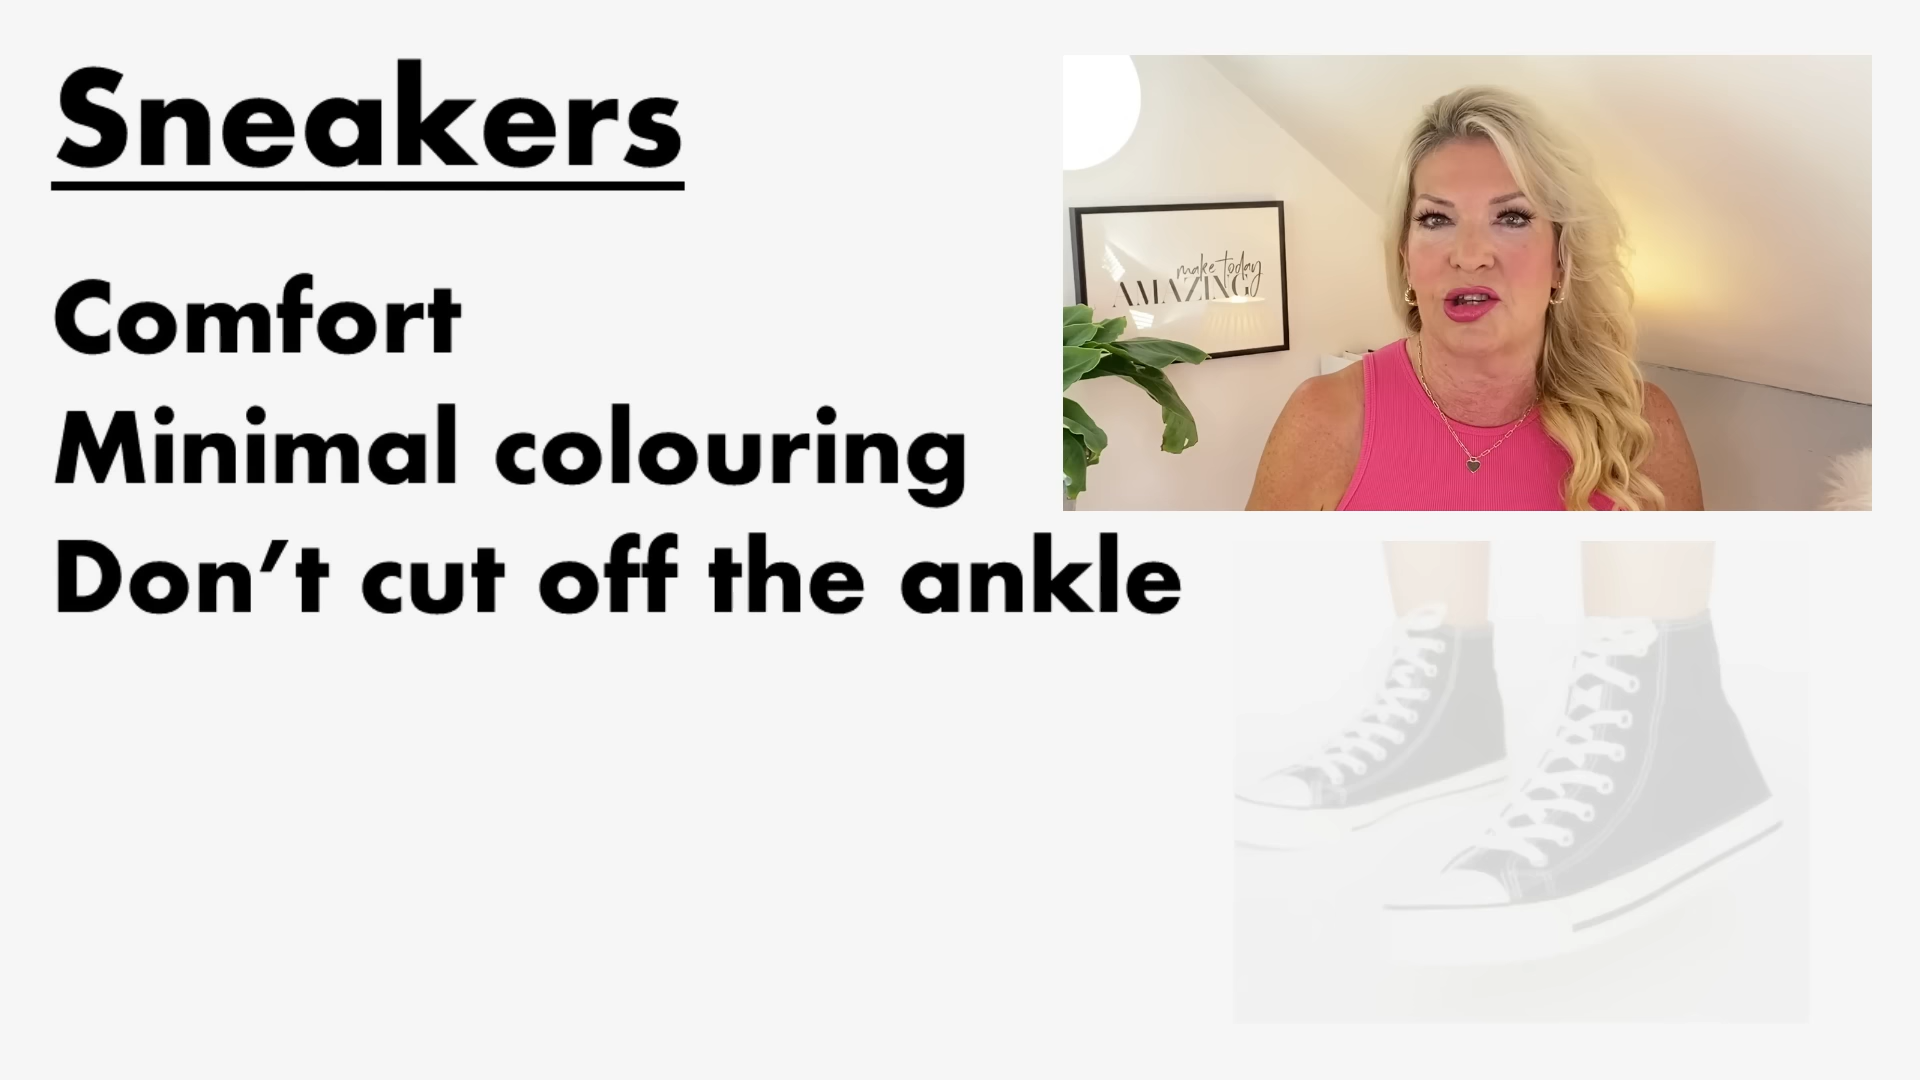 Sneakers
Comfort
Minimal colouring
Don’t cut off the ankle
make today
AMAZING